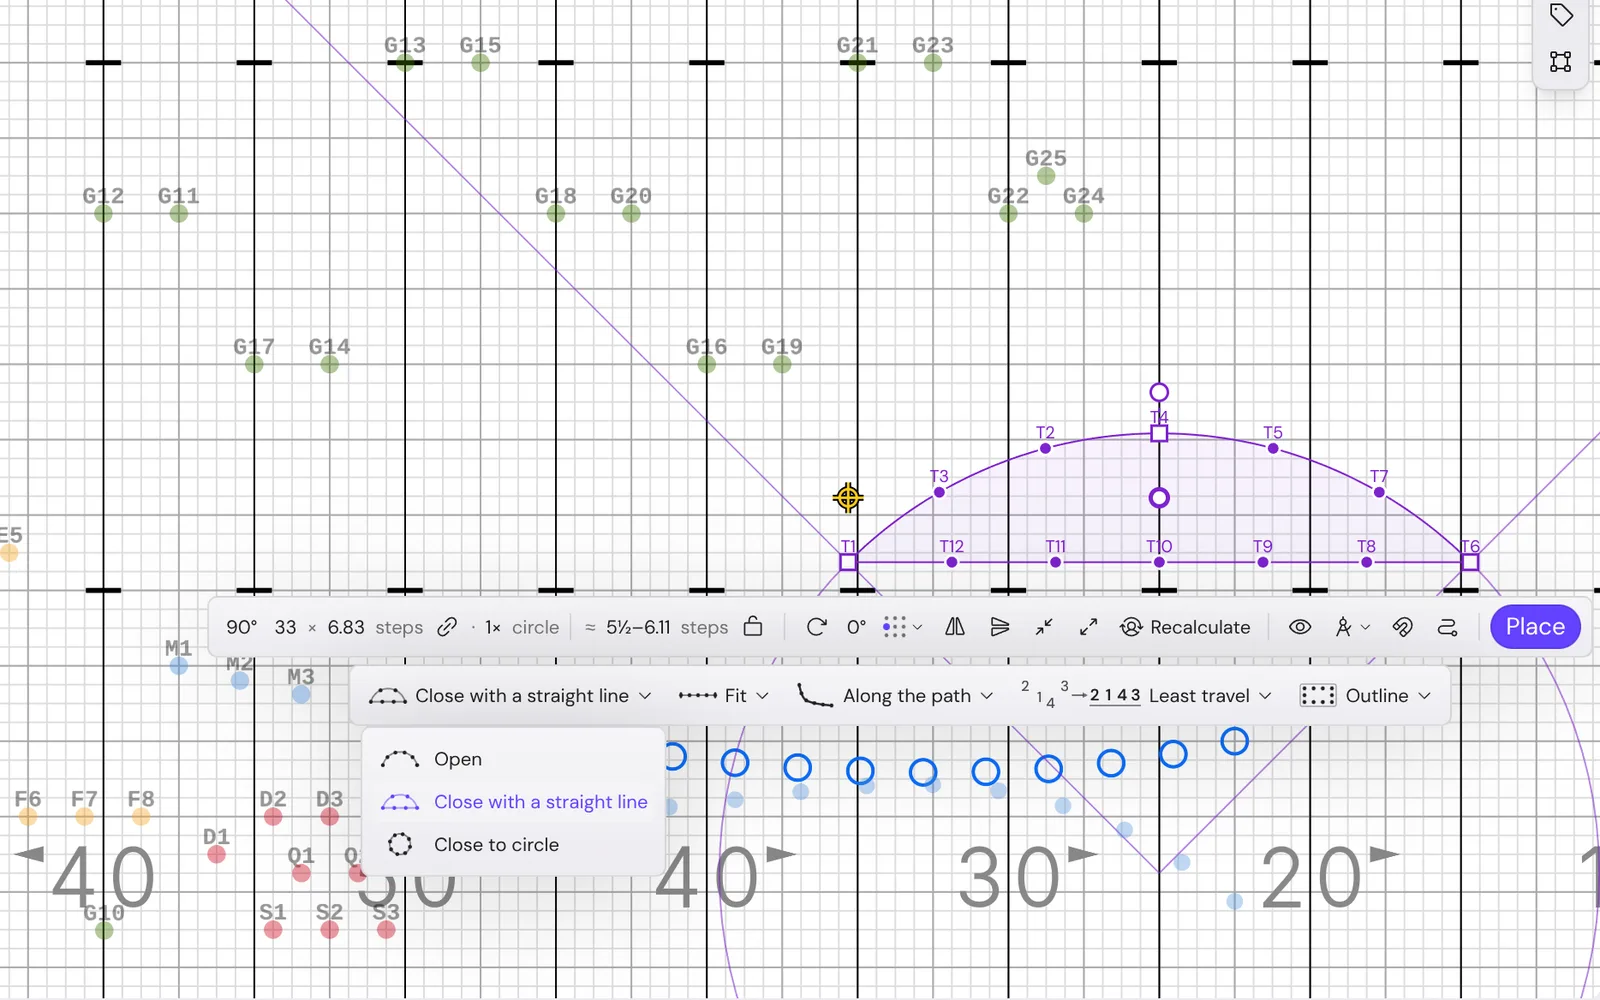 G13 G15 G21 G23
G25
G12 G11 G18 G20 G22 G24
G17 G14 G16 G19
T4
T2 T5
T3 T7
E5
T1 T12 T11 T10 T9 T8 T6
90° 33 × 6.83 steps · 1× circle ≈ 5½–6.11 steps 0° Recalculate Place
M1
M2
M3
Close with a straight line Fit Along the path 2 1 4 3 → 2 1 4 3 Least travel Outline
Open
Close with a straight line
Close to circle
F6 F7 F8 D2 D3
D1
Q1
40 50 40 30 20 1
G10 S1 S2 S3